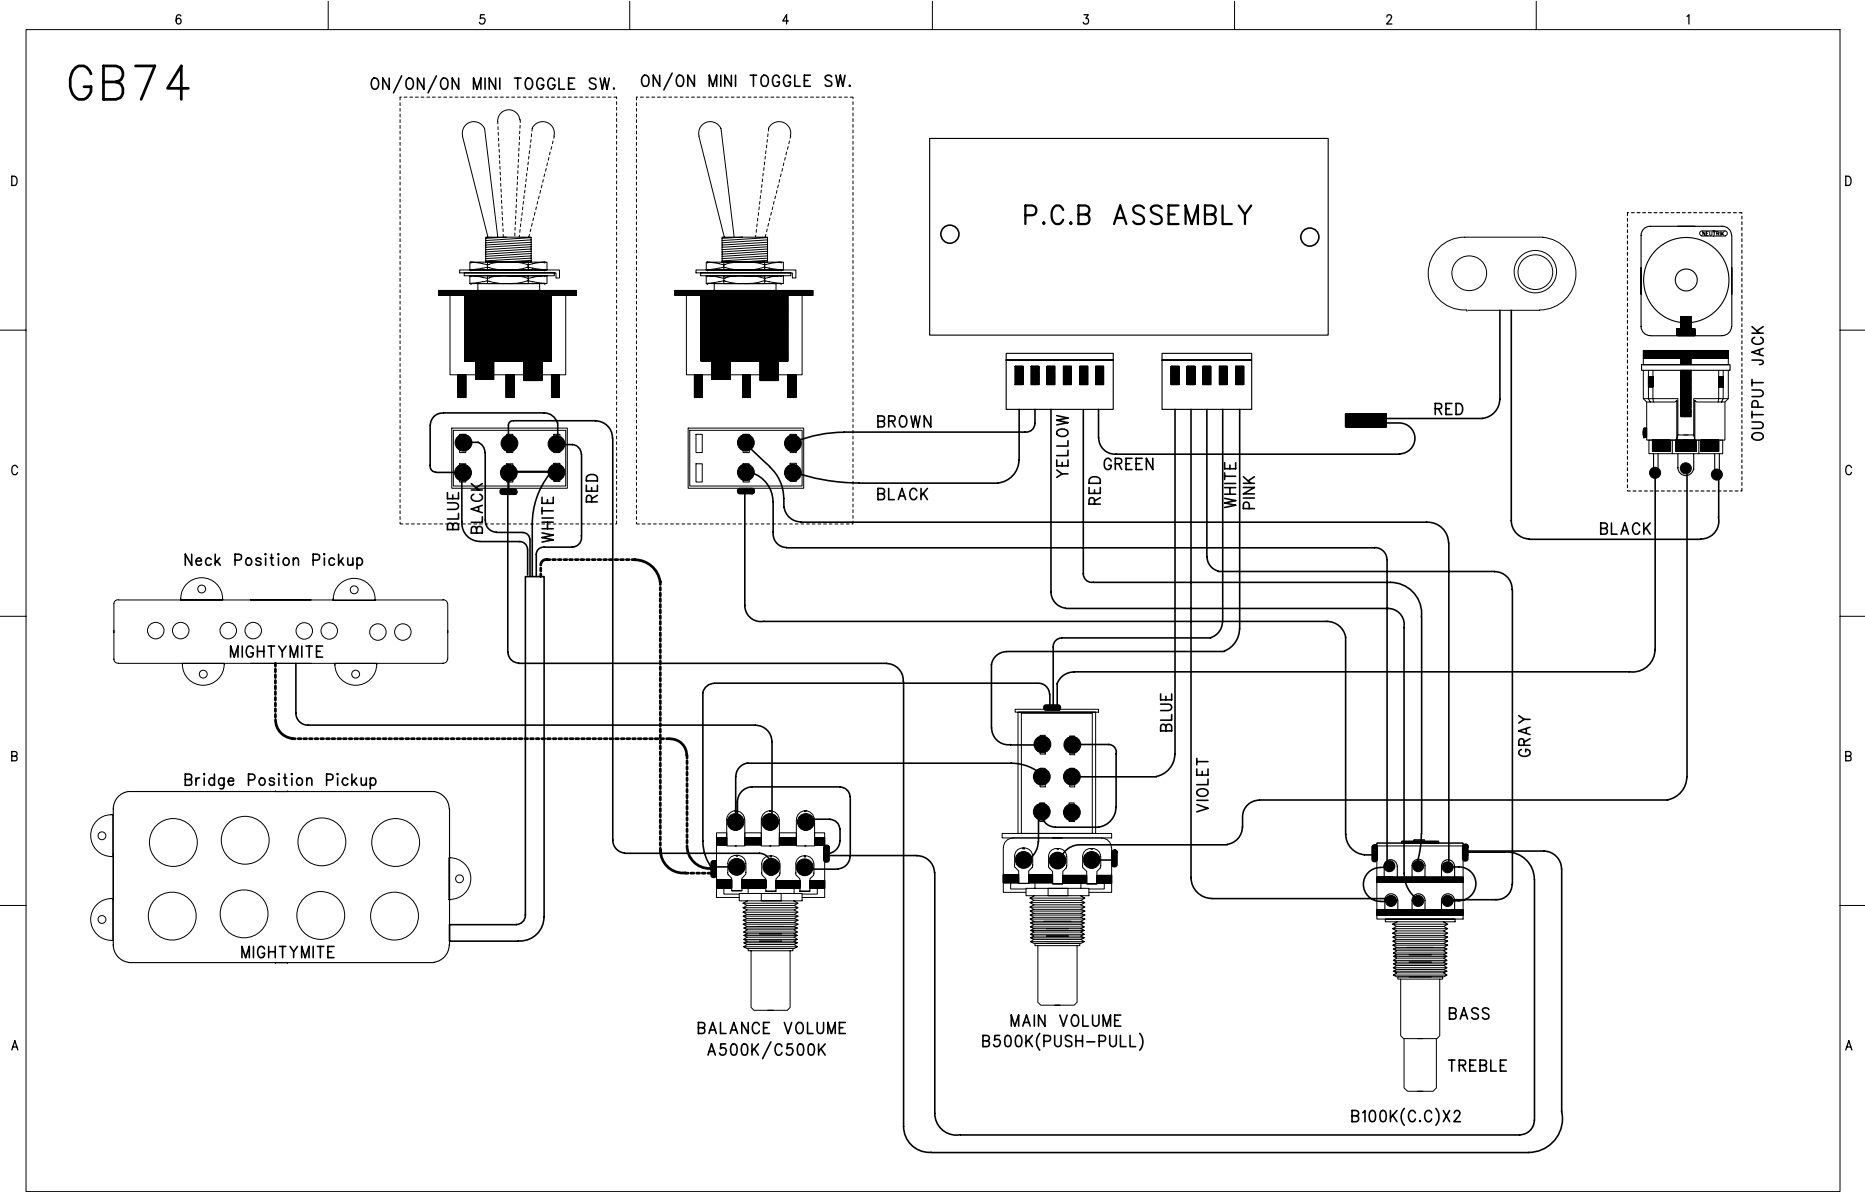 6 5 4 3 2 1
GB74
ON/ON/ON MINI TOGGLE SW.
ON/ON MINI TOGGLE SW.
D
D
P.C.B ASSEMBLY
NEUTRIK
OUTPUT JACK
C
C
BROWN
BLACK
YELLOW
RED
GREEN
WHITE
PINK
RED
BLACK
BLUE
BLACK
WHITE
RED
Neck Position Pickup
MIGHTYMITE
B
B
BLUE
VIOLET
GRAY
Bridge Position Pickup
MIGHTYMITE
BALANCE VOLUME
A500K/C500K
MAIN VOLUME
B500K(PUSH-PULL)
BASS
TREBLE
B100K(C.C)X2
A
A